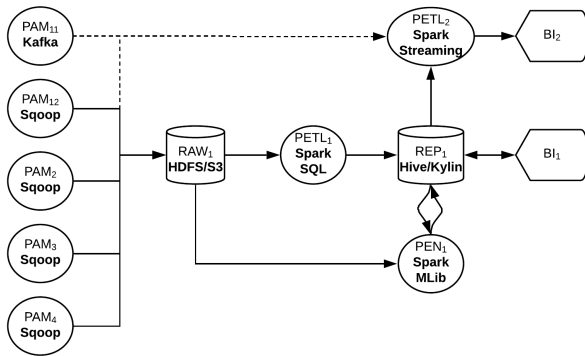 PAM₁₁
Kafka
PETL₂
Spark
Streaming
BI₂
PAM₁₂
Sqoop
RAW₁
HDFS/S3
PETL₁
Spark
SQL
REP₁
Hive/Kylin
BI₁
PAM₂
Sqoop
PAM₃
Sqoop
PEN₁
Spark
MLib
PAM₄
Sqoop